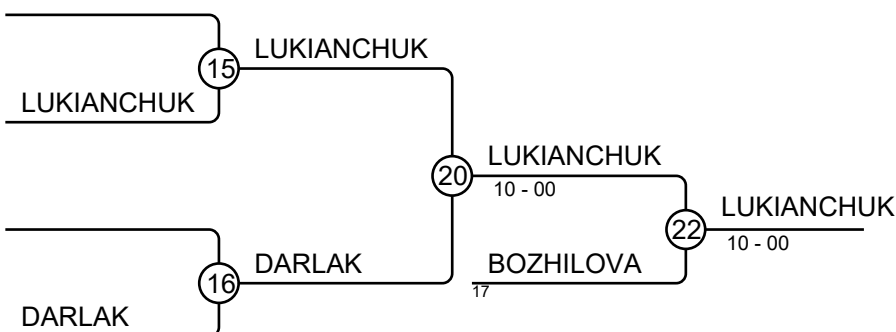 LUKIANCHUK
15
LUKIANCHUK
LUKIANCHUK
20
10 - 00
LUKIANCHUK
22
10 - 00
DARLAK
BOZHILOVA
16
17
DARLAK